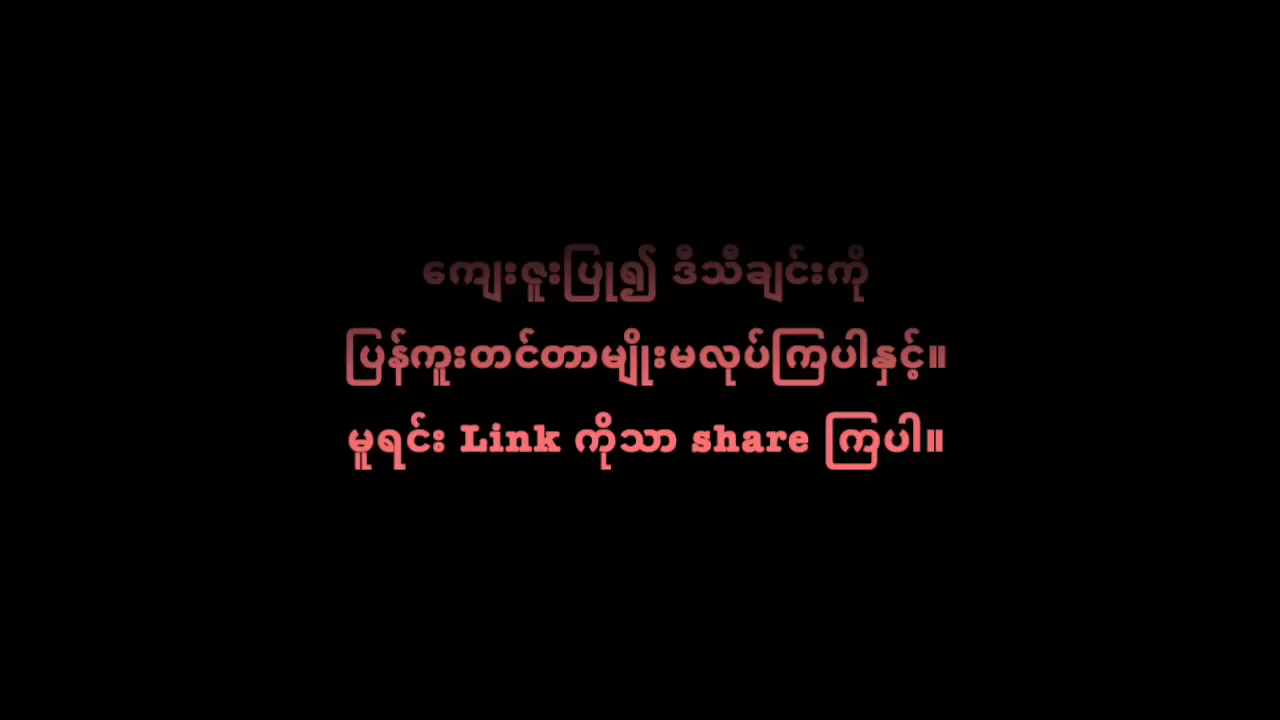 ကျေးဇူးပြု၍ ဒီသီချင်းကို
ပြန်ကူးတင်တာမျိုးမလုပ်ကြပါနှင့်။
မူရင်း Link ကိုသာ share ကြပါ။